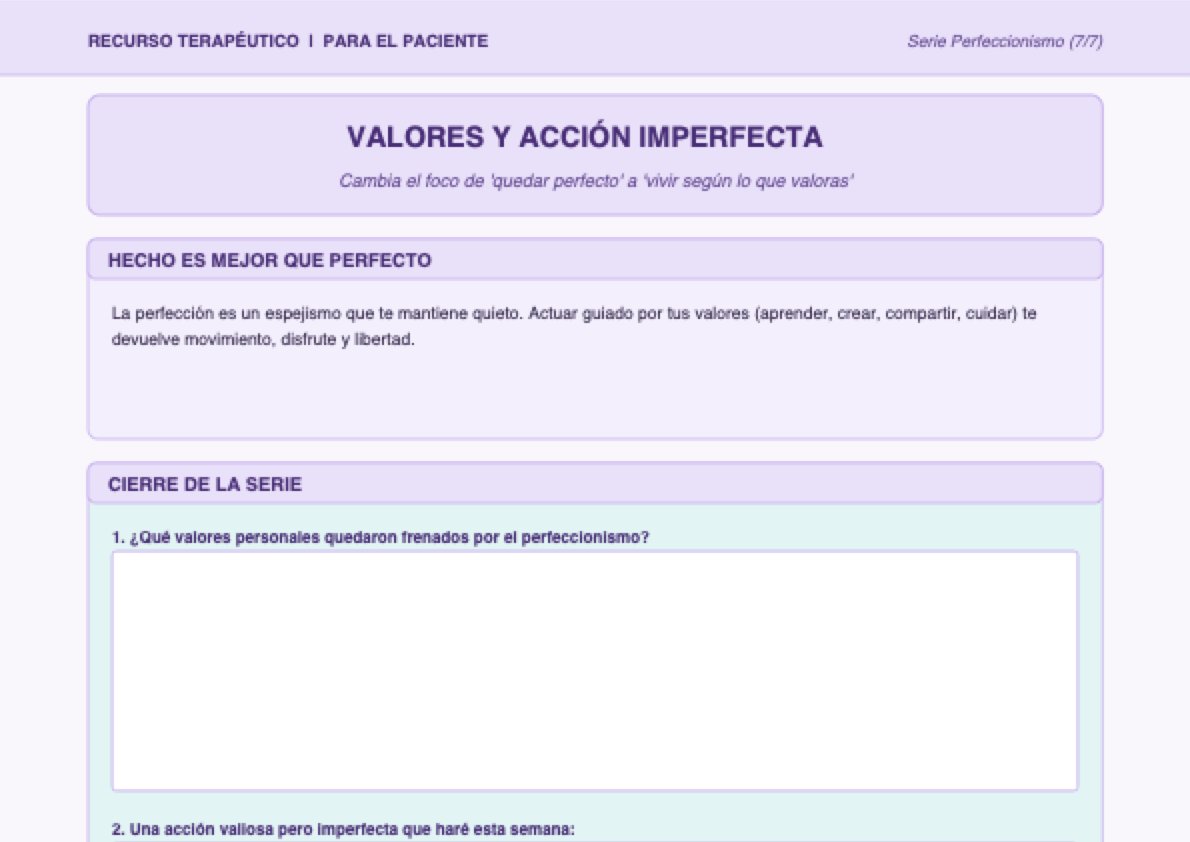 RECURSO TERAPÉUTICO | PARA EL PACIENTE
Serie Perfeccionismo (7/7)
VALORES Y ACCIÓN IMPERFECTA
Cambia el foco de 'quedar perfecto' a 'vivir según lo que valoras'
HECHO ES MEJOR QUE PERFECTO
La perfección es un espejismo que te mantiene quieto. Actuar guiado por tus valores (aprender, crear, compartir, cuidar) te
devuelve movimiento, disfrute y libertad.
CIERRE DE LA SERIE
1. ¿Qué valores personales quedaron frenados por el perfeccionismo?
2. Una acción valiosa pero imperfecta que haré esta semana: